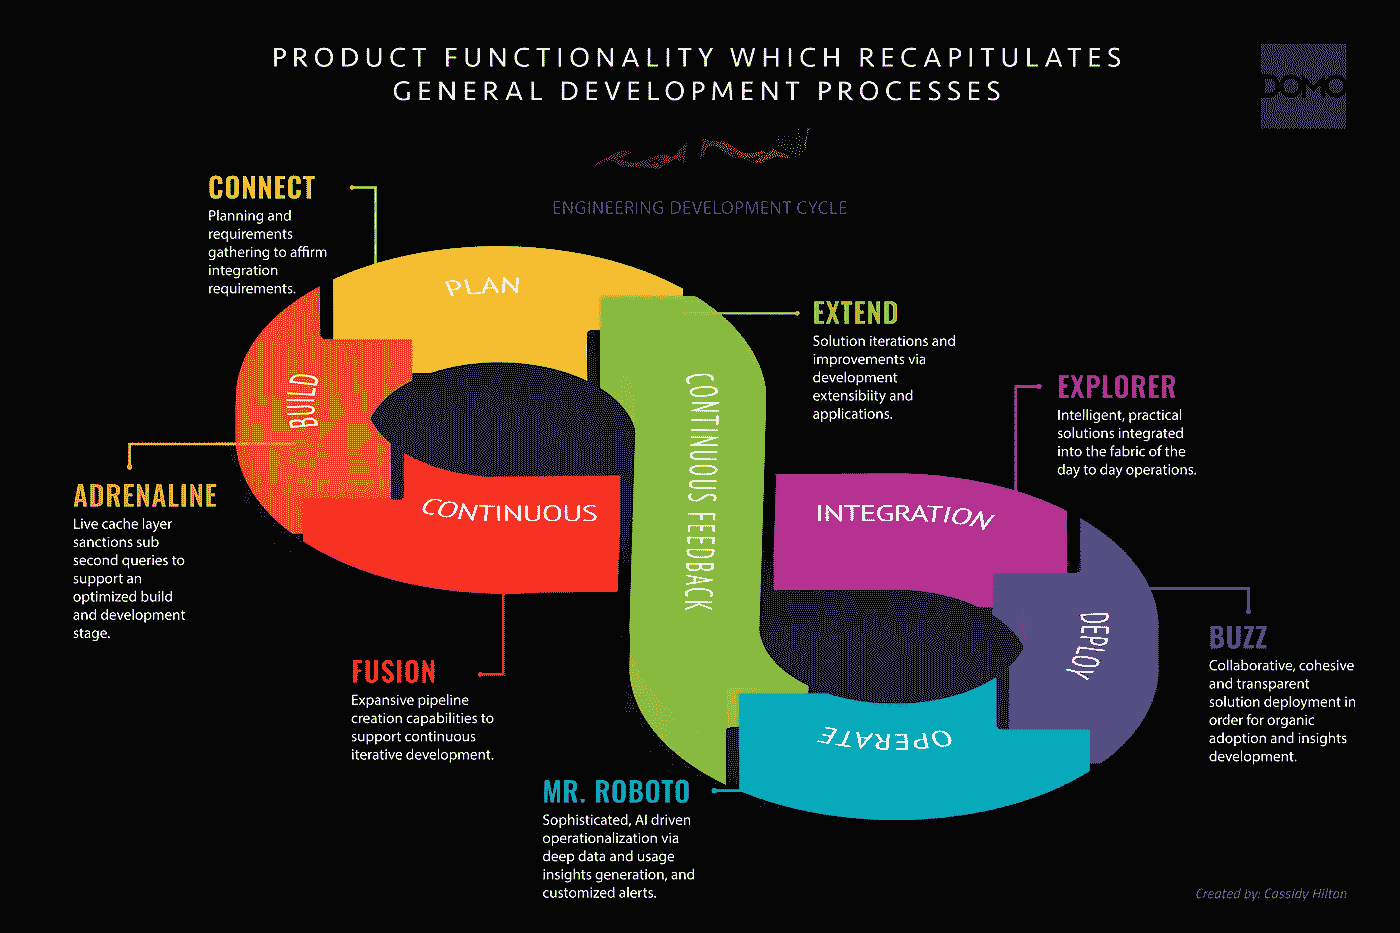 PRODUCT FUNCTIONALITY WHICH RECAPITULATES
GENERAL DEVELOPMENT PROCESSES
DOMO
ENGINEERING DEVELOPMENT CYCLE
CONNECT
Planning and
requirements
gathering to affirm
integration
requirements.
PLAN
BUILD
CONTINUOUS
CONTINUOUS FEEDBACK
INTEGRATION
DEPLOY
OPERATE
EXTEND
Solution iterations and
improvements via
development
extensibiity and
applications.
EXPLORER
Intelligent, practical
solutions integrated
into the fabric of the
day to day operations.
ADRENALINE
Live cache layer
sanctions sub
second queries to
support an
optimized build
and development
stage.
FUSION
Expansive pipeline
creation capabilities to
support continuous
iterative development.
BUZZ
Collaborative, cohesive
and transparent
solution deployment in
order for organic
adoption and insights
development.
MR. ROBOTO
Sophisticated, AI driven
operationalization via
deep data and usage
insights generation, and
customized alerts.
Created by: Cassidy Hilton